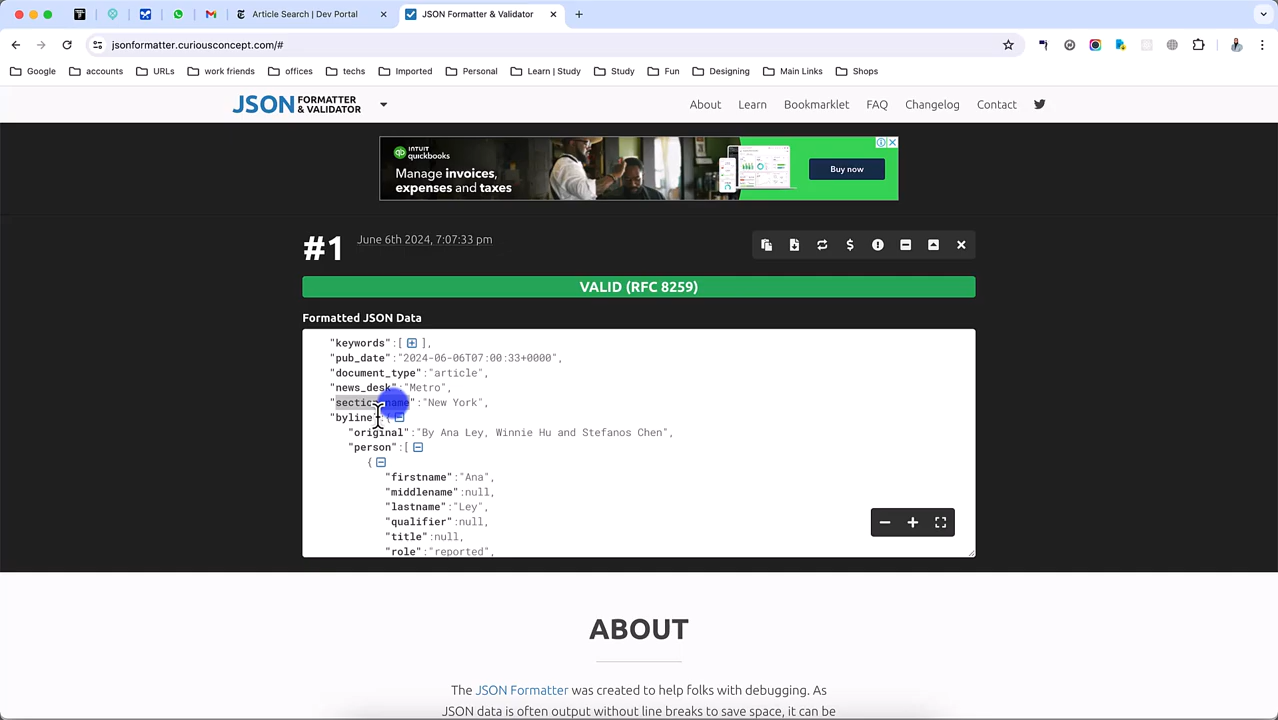 Article Search | Dev Portal
JSON Formatter & Validator
jsonformatter.curiousconcept.com/#
Google accounts URLs work friends offices techs Imported Personal Learn | Study Study Fun Designing Main Links Shops
JSON FORMATTER & VALIDATOR
About Learn Bookmarklet FAQ Changelog Contact
INTUIT quickbooks
Manage invoices,
expenses and taxes
Buy now
#1 June 6th 2024, 7:07:33 pm
VALID (RFC 8259)
Formatted JSON Data
"keywords":[ ],
"pub_date":"2024-06-06T07:00:33+0000",
"document_type":"article",
"news_desk":"Metro",
"section_name":"New York",
"byline":{
"original":"By Ana Ley, Winnie Hu and Stefanos Chen",
"person":[
{
"firstname":"Ana",
"middlename":null,
"lastname":"Ley",
"qualifier":null,
"title":null,
"role":"reported",
ABOUT
The JSON Formatter was created to help folks with debugging. As
JSON data is often output without line breaks to save space, it can be